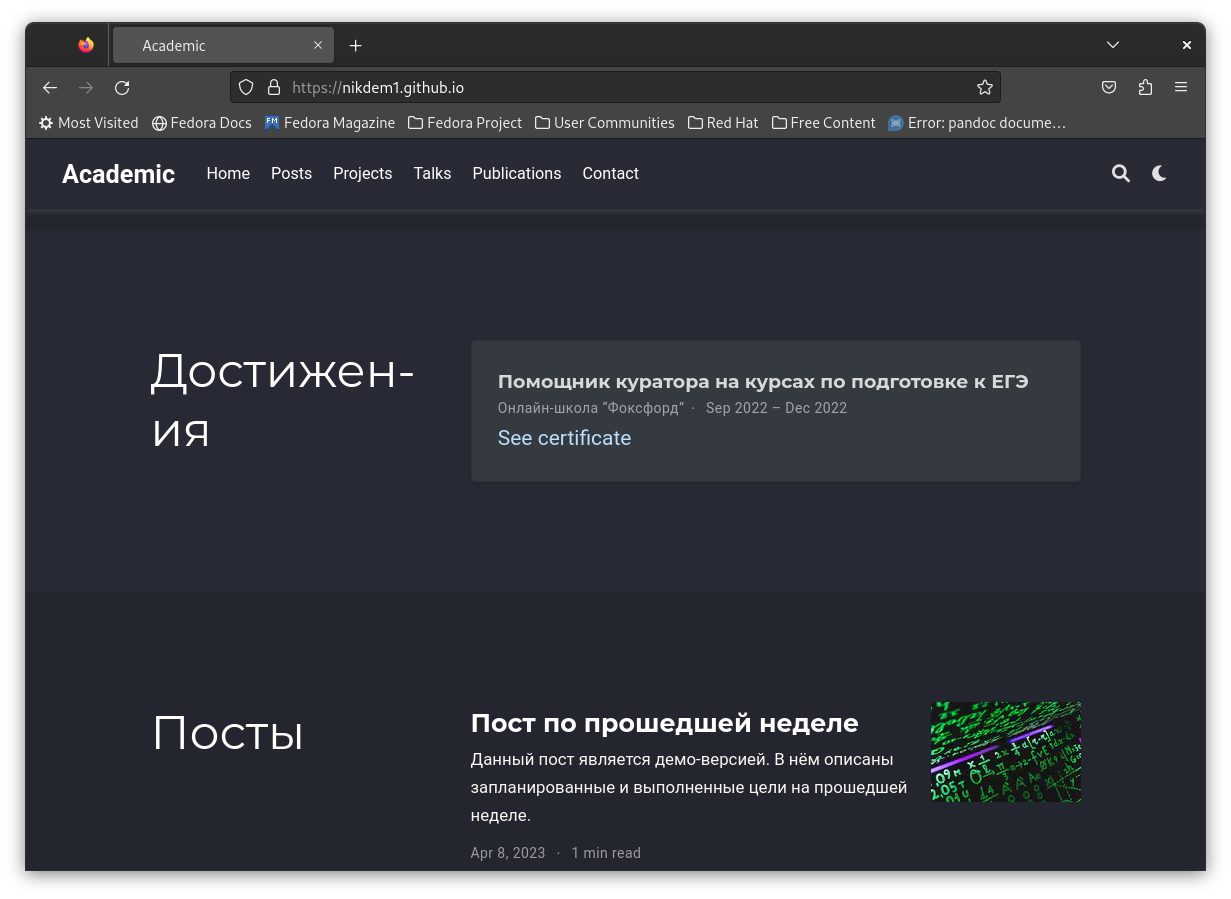 Academic
https://nikdem1.github.io
Most Visited Fedora Docs Fedora Magazine Fedora Project User Communities Red Hat Free Content Error: pandoc docume…
Academic Home Posts Projects Talks Publications Contact
Достижен-
ия
Помощник куратора на курсах по подготовке к ЕГЭ
Онлайн-школа “Фоксфорд” · Sep 2022 – Dec 2022
See certificate
Посты
Пост по прошедшей неделе
Данный пост является демо-версией. В нём описаны
запланированные и выполненные цели на прошедшей
неделе.
Apr 8, 2023 · 1 min read